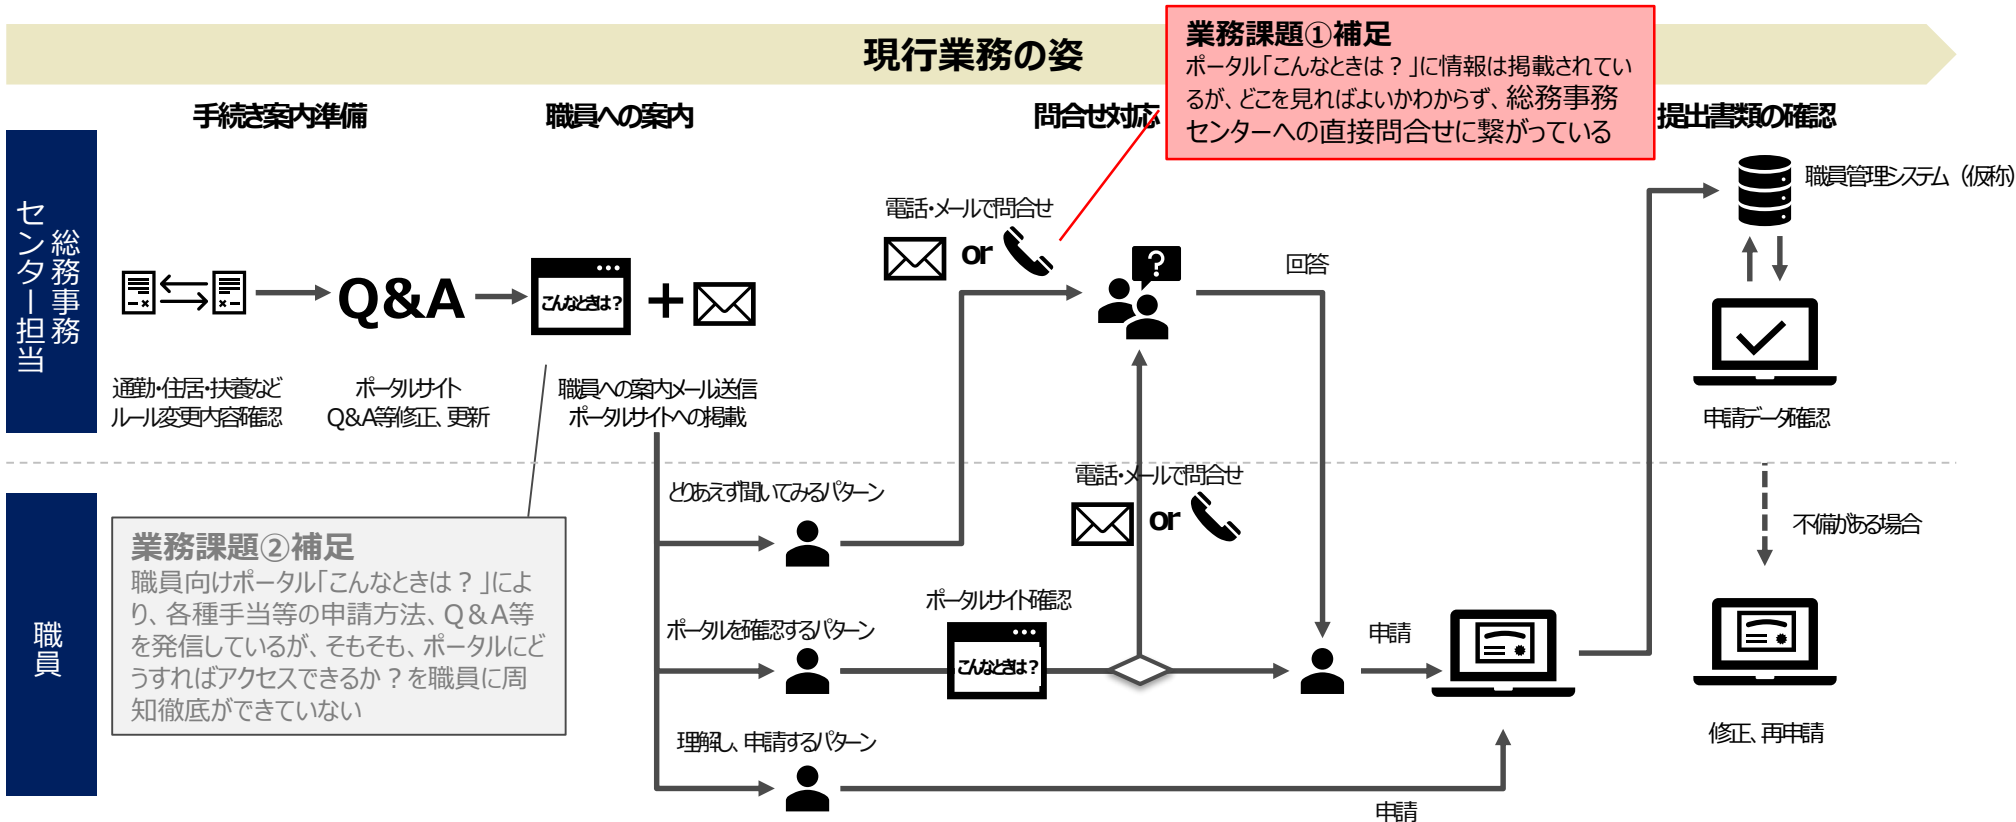 現行業務の姿
業務課題①補足
ポータル「こんなときは？」に情報は掲載されてい
るが、どこを見ればよいかわからず、総務事務
センターへの直接問合せに繋がっている
手続き案内準備
職員への案内
問合せ対応
提出書類の確認
総務事務
センター担当
電話・メールで問合せ
or
職員管理システム（仮称）
回答
Q&A
こんなときは？
+
通勤・住居・扶養など
ルール変更内容確認
ポータルサイト
Q&A等修正、更新
職員への案内メール送信
ポータルサイトへの掲載
申請データ確認
職員
とりあえず聞いてみるパターン
電話・メールで問合せ
or
不備がある場合
業務課題②補足
職員向けポータル「こんなときは？」によ
り、各種手当等の申請方法、Q＆A等
を発信しているが、そもそも、ポータルにど
うすればアクセスできるか？を職員に周
知徹底ができていない
ポータルを確認するパターン
ポータルサイト確認
こんなときは？
申請
修正、再申請
理解し、申請するパターン
申請